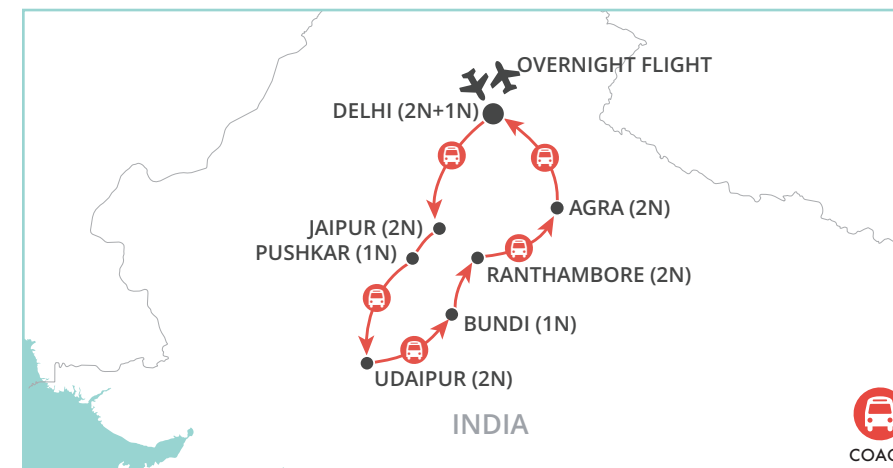 OVERNIGHT FLIGHT
DELHI (2N+1N)
AGRA (2N)
JAIPUR (2N)
PUSHKAR (1N)
RANTHAMBORE (2N)
BUNDI (1N)
UDAIPUR (2N)
INDIA